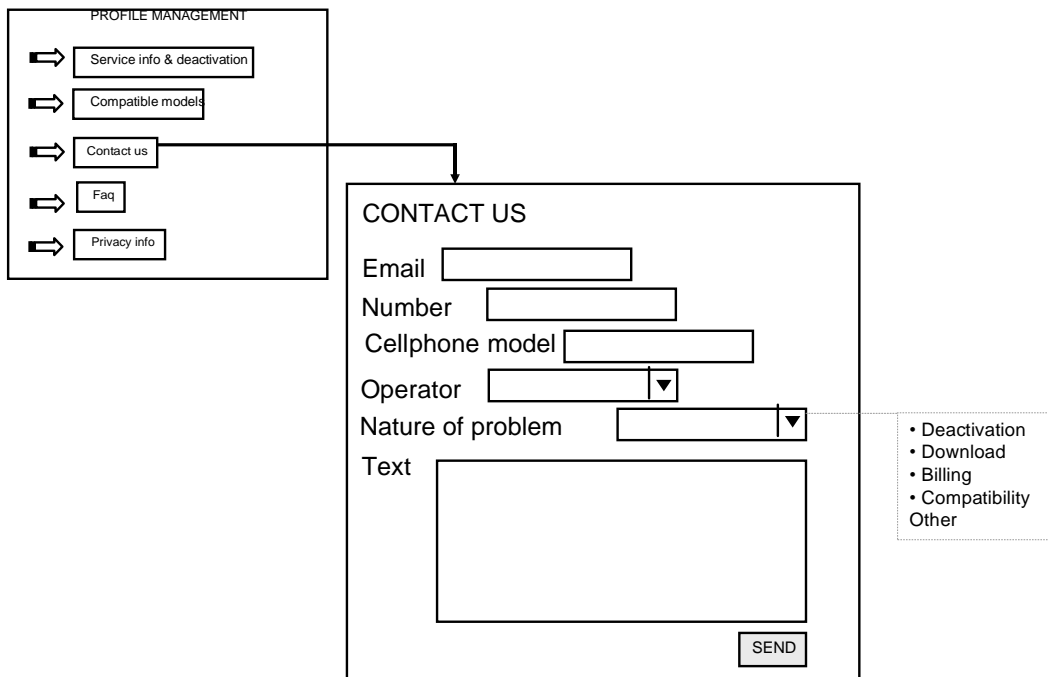 PROFILE MANAGEMENT
Service info & deactivation
Compatible models
Contact us
Faq
Privacy info
CONTACT US
Email
Number
Cellphone model
Operator
Nature of problem
• Deactivation
• Download
• Billing
• Compatibility
Other
Text
SEND